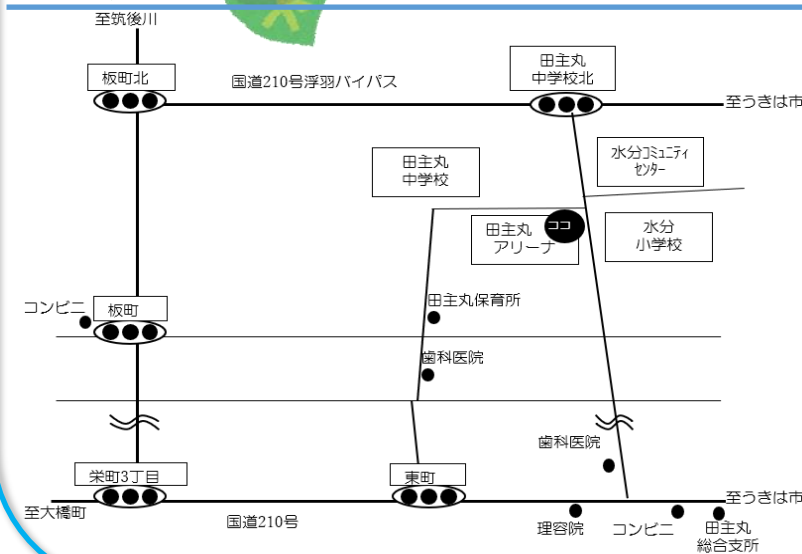 至筑後川
板町北
国道210号浮羽バイパス
田主丸
中学校北
至うきは市
田主丸
中学校
水分コミュニティ
センター
田主丸
アリーナ
ココ
水分
小学校
コンビニ
板町
田主丸保育所
歯科医院
歯科医院
栄町3丁目
東町
至うきは市
至大橋町
国道210号
理容院
コンビニ
田主丸
総合支所